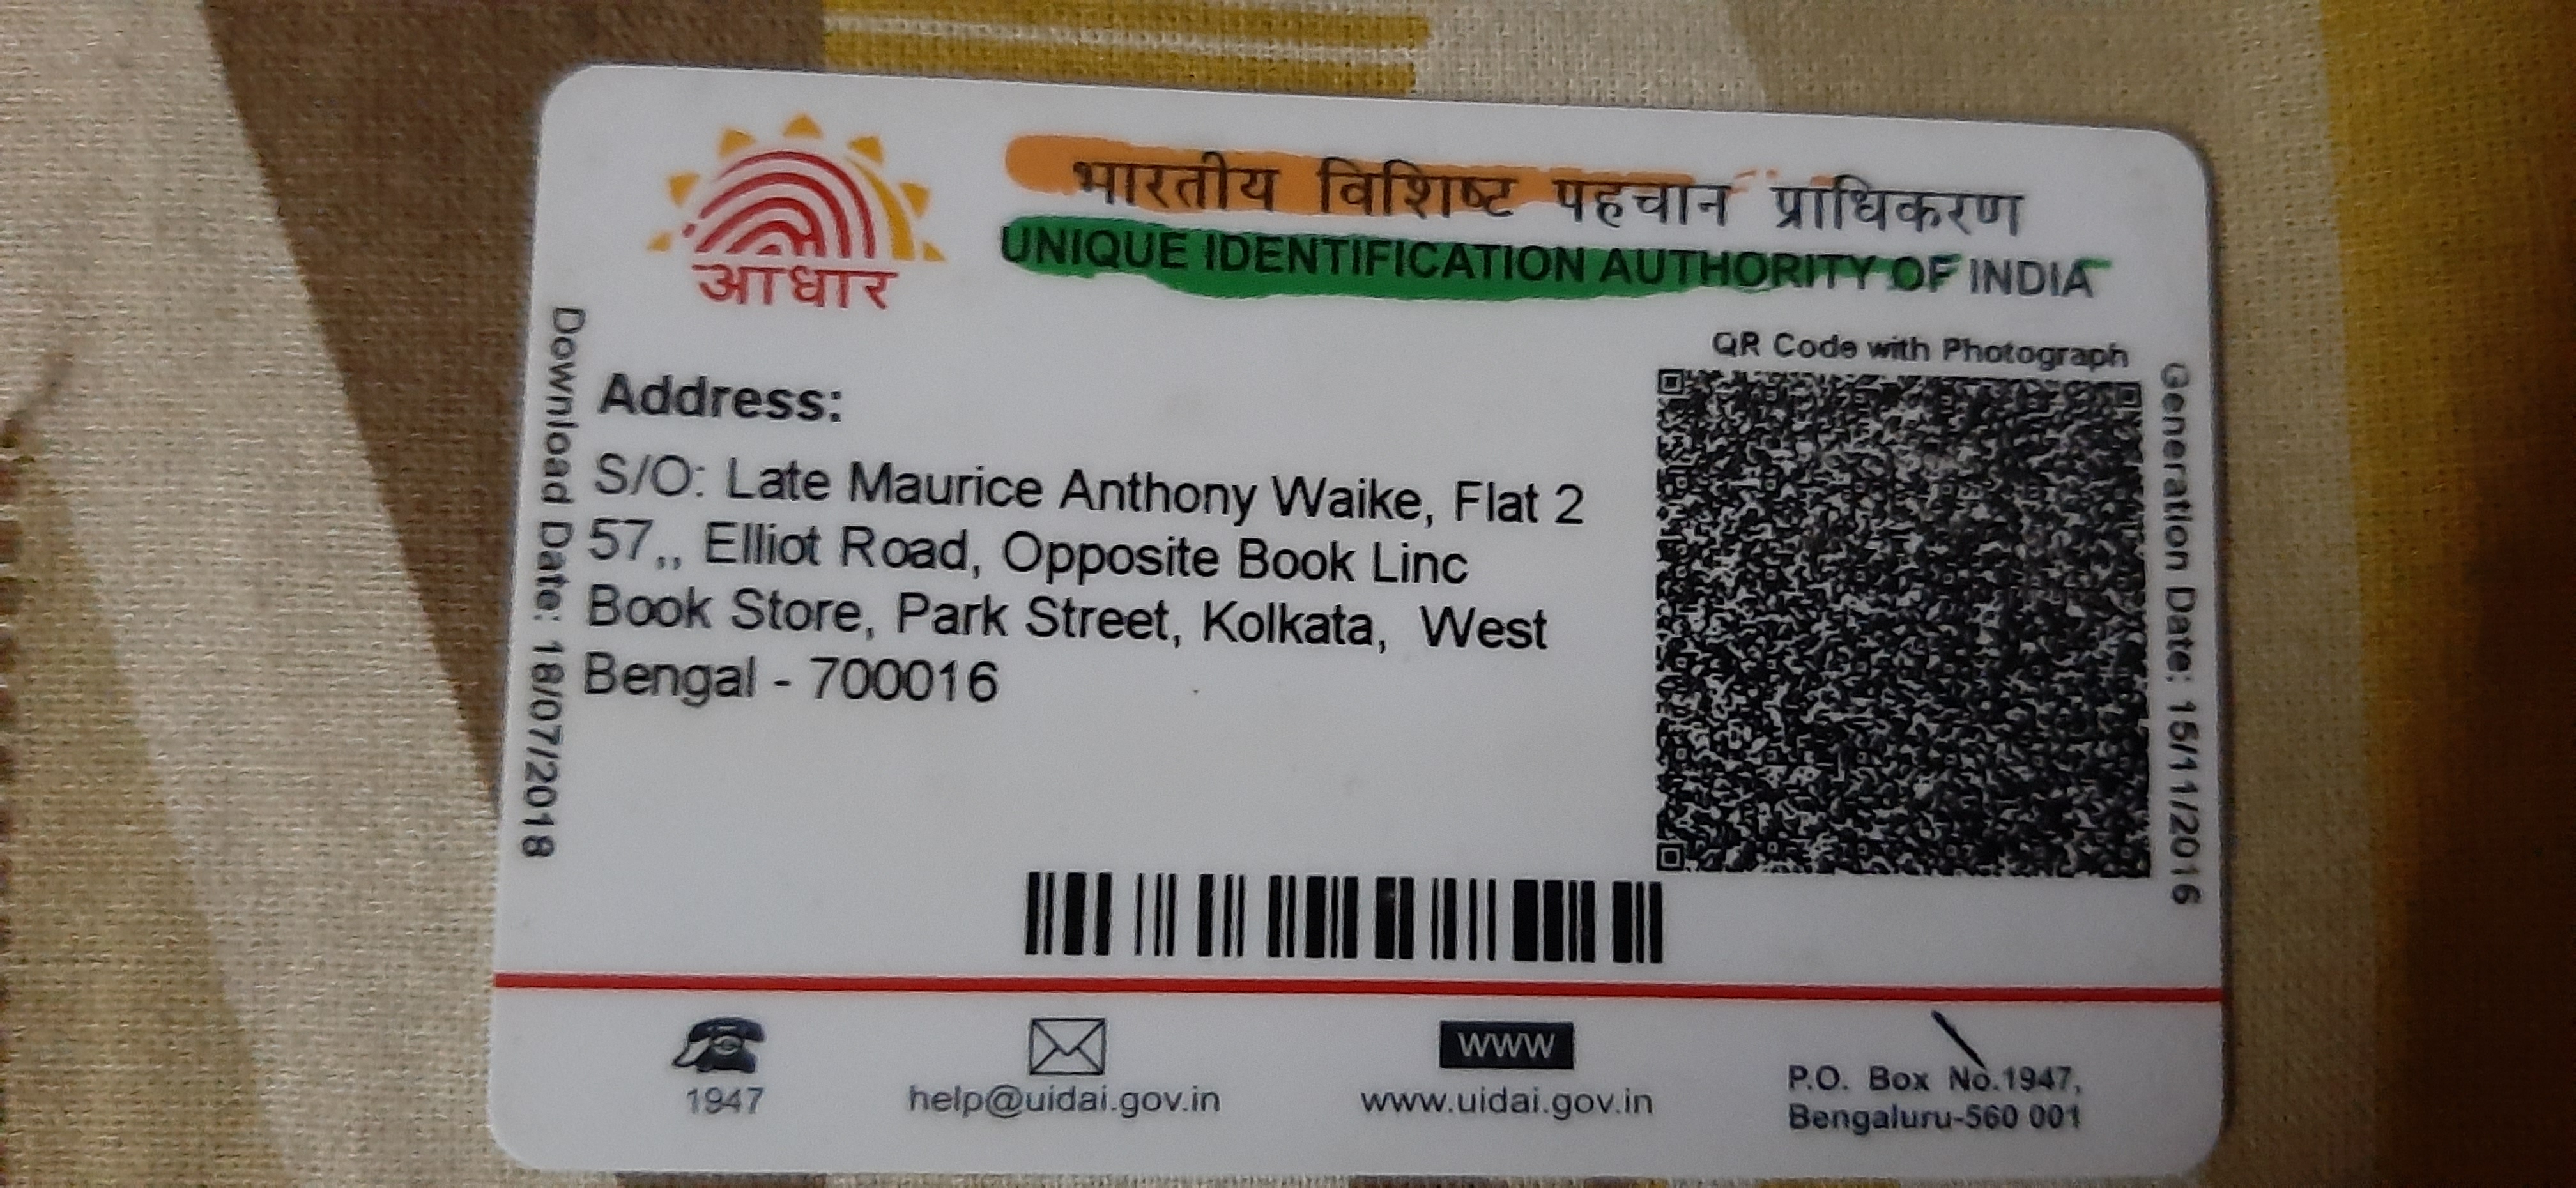 भारतीय विशिष्ट पहचान प्राधिकरण
UNIQUE IDENTIFICATION AUTHORITY OF INDIA
आधार
QR Code with Photograph
Download Date: 18/07/2018
Address:
S/O: Late Maurice Anthony Waike, Flat 2
57,, Elliot Road, Opposite Book Linc
Book Store, Park Street, Kolkata, West
Bengal - 700016
Generation Date: 15/11/2016
1947
help@uidai.gov.in
www
www.uidai.gov.in
P.O. Box No.1947,
Bengaluru-560 001